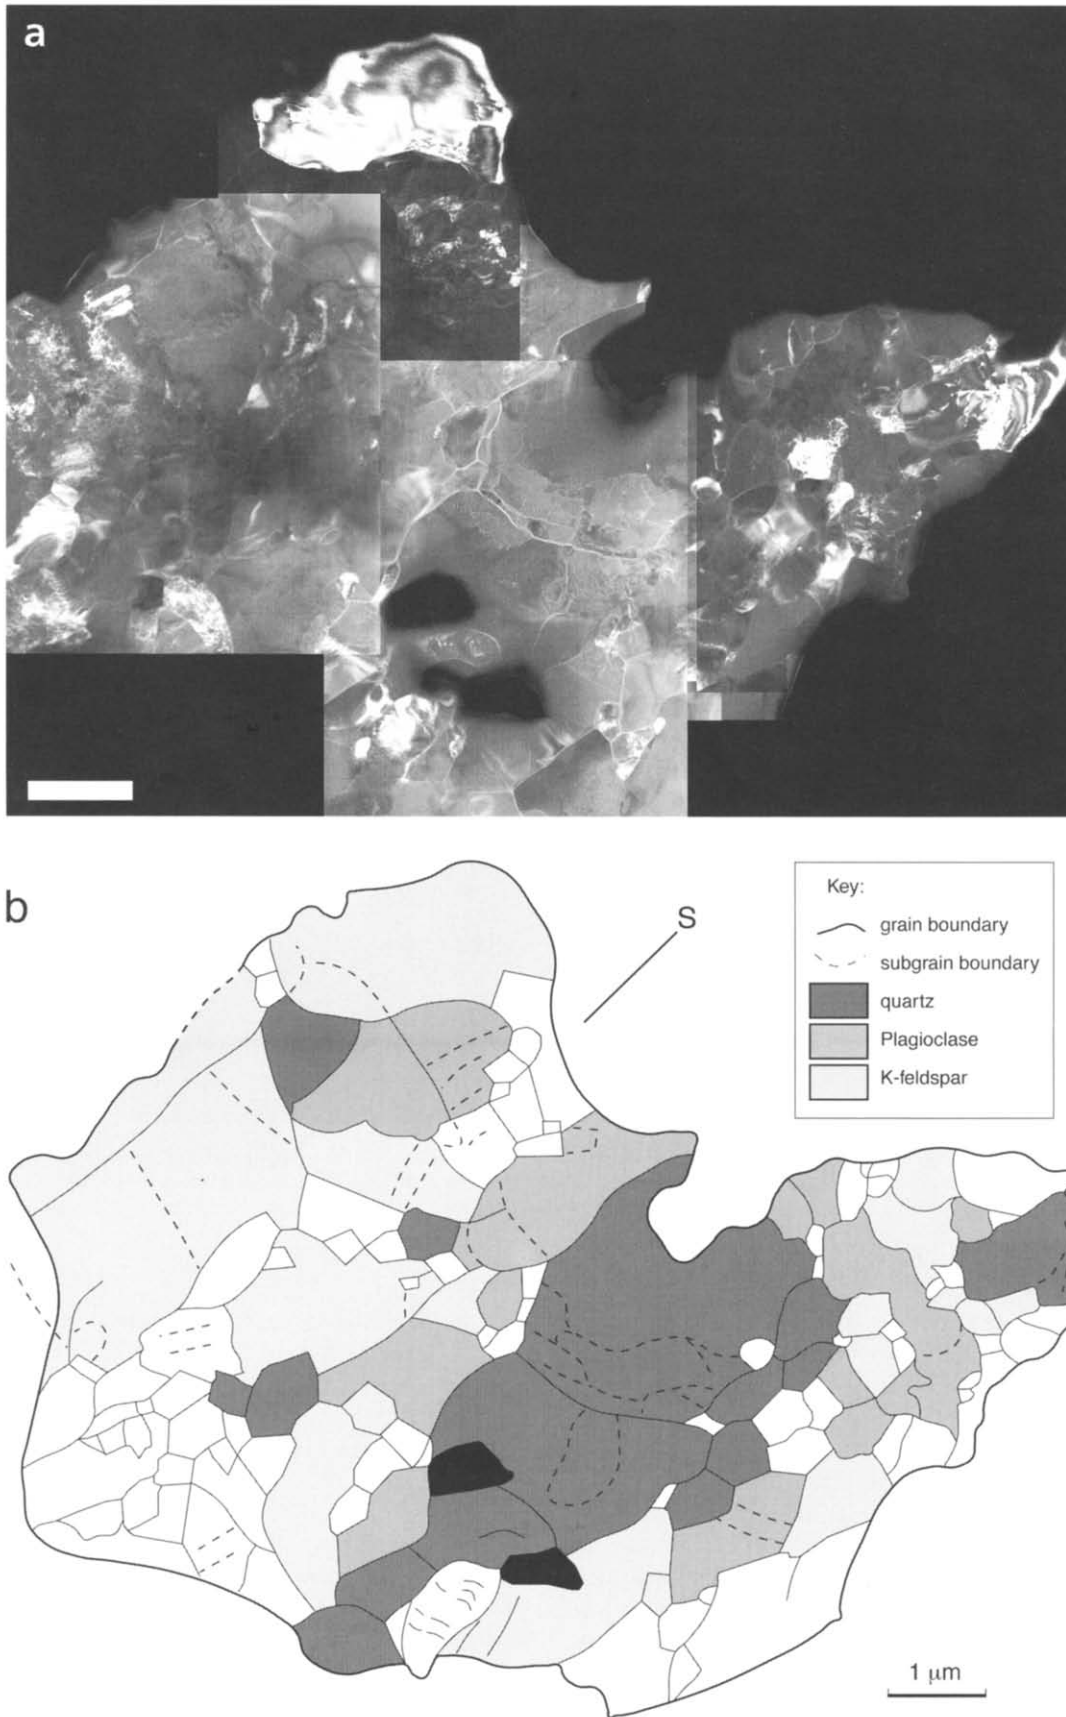 a
b
S
Key:
grain boundary
subgrain boundary
quartz
Plagioclase
K-feldspar
1 µm